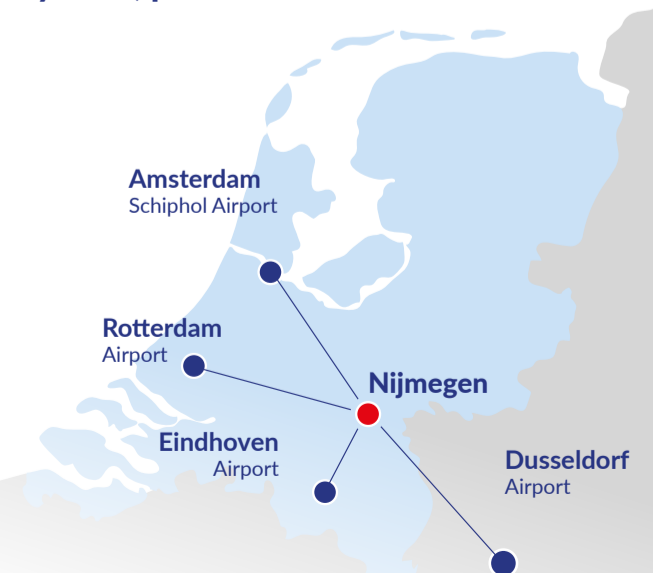 Amsterdam
Schiphol Airport
Rotterdam
Airport
Nijmegen
Eindhoven
Airport
Dusseldorf
Airport